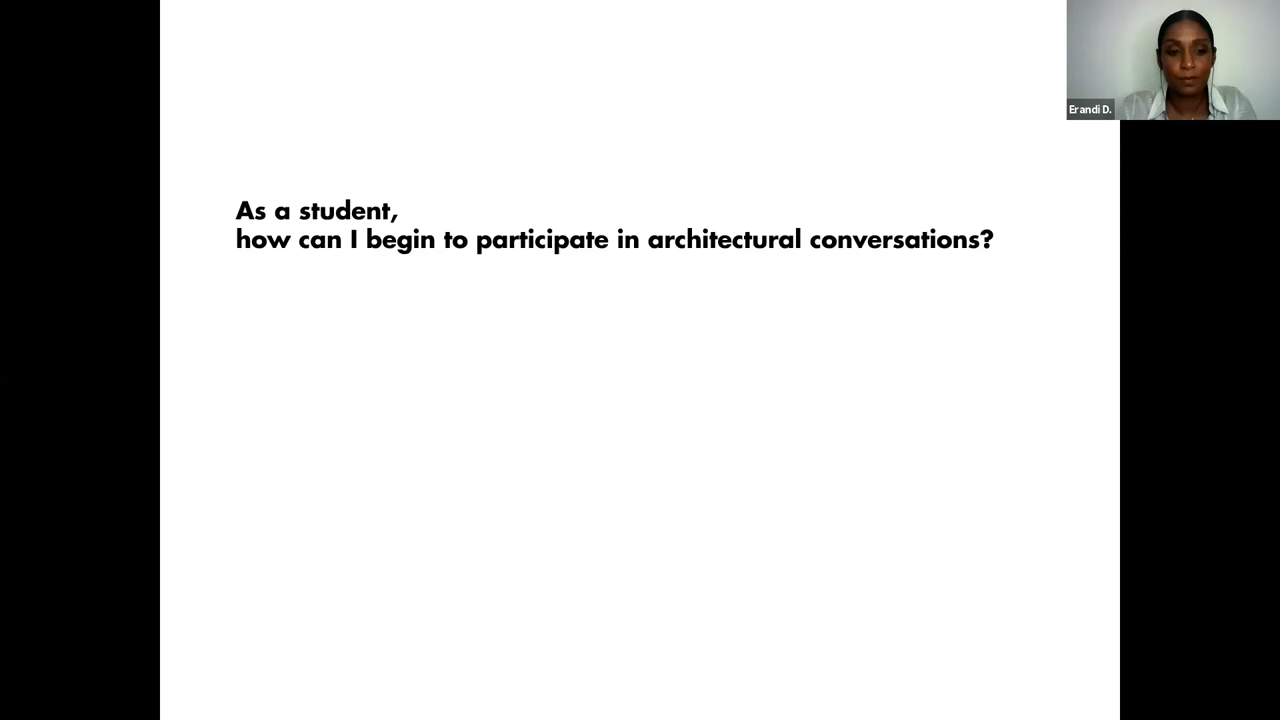 Erandi D.
As a student,
how can I begin to participate in architectural conversations?